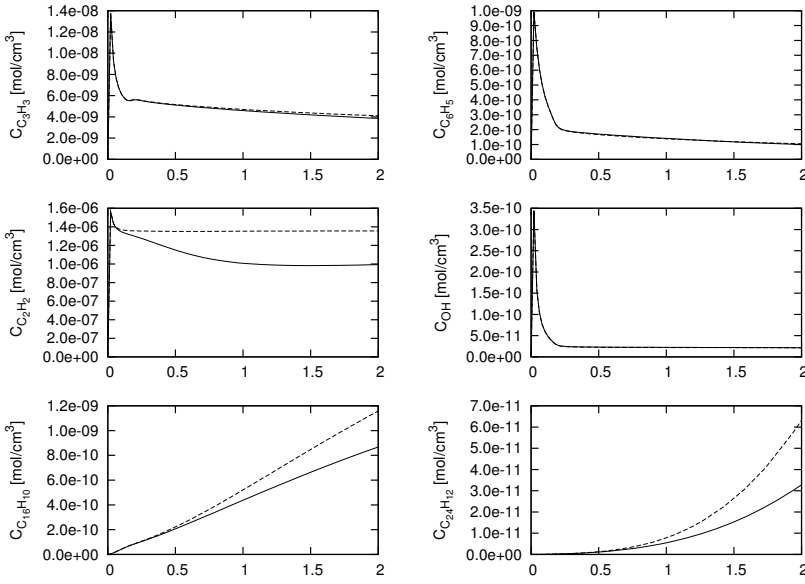 1.4e-08
1.2e-08
1.0e-08
8.0e-09
6.0e-09
4.0e-09
2.0e-09
0.0e+00
C_{C_3H_3} [mol/cm^3]
0 0.5 1 1.5 2
1.0e-09
9.0e-10
8.0e-10
7.0e-10
6.0e-10
5.0e-10
4.0e-10
3.0e-10
2.0e-10
1.0e-10
0.0e+00
C_{C_6H_5} [mol/cm^3]
0 0.5 1 1.5 2
1.6e-06
1.4e-06
1.2e-06
1.0e-06
8.0e-07
6.0e-07
4.0e-07
2.0e-07
0.0e+00
C_{C_2H_2} [mol/cm^3]
0 0.5 1 1.5 2
3.5e-10
3.0e-10
2.5e-10
2.0e-10
1.5e-10
1.0e-10
5.0e-11
0.0e+00
C_{OH} [mol/cm^3]
0 0.5 1 1.5 2
1.2e-09
1.0e-09
8.0e-10
6.0e-10
4.0e-10
2.0e-10
0.0e+00
C_{C_{16}H_{10}} [mol/cm^3]
0 0.5 1 1.5 2
7.0e-11
6.0e-11
5.0e-11
4.0e-11
3.0e-11
2.0e-11
1.0e-11
0.0e+00
C_{C_{24}H_{12}} [mol/cm^3]
0 0.5 1 1.5 2